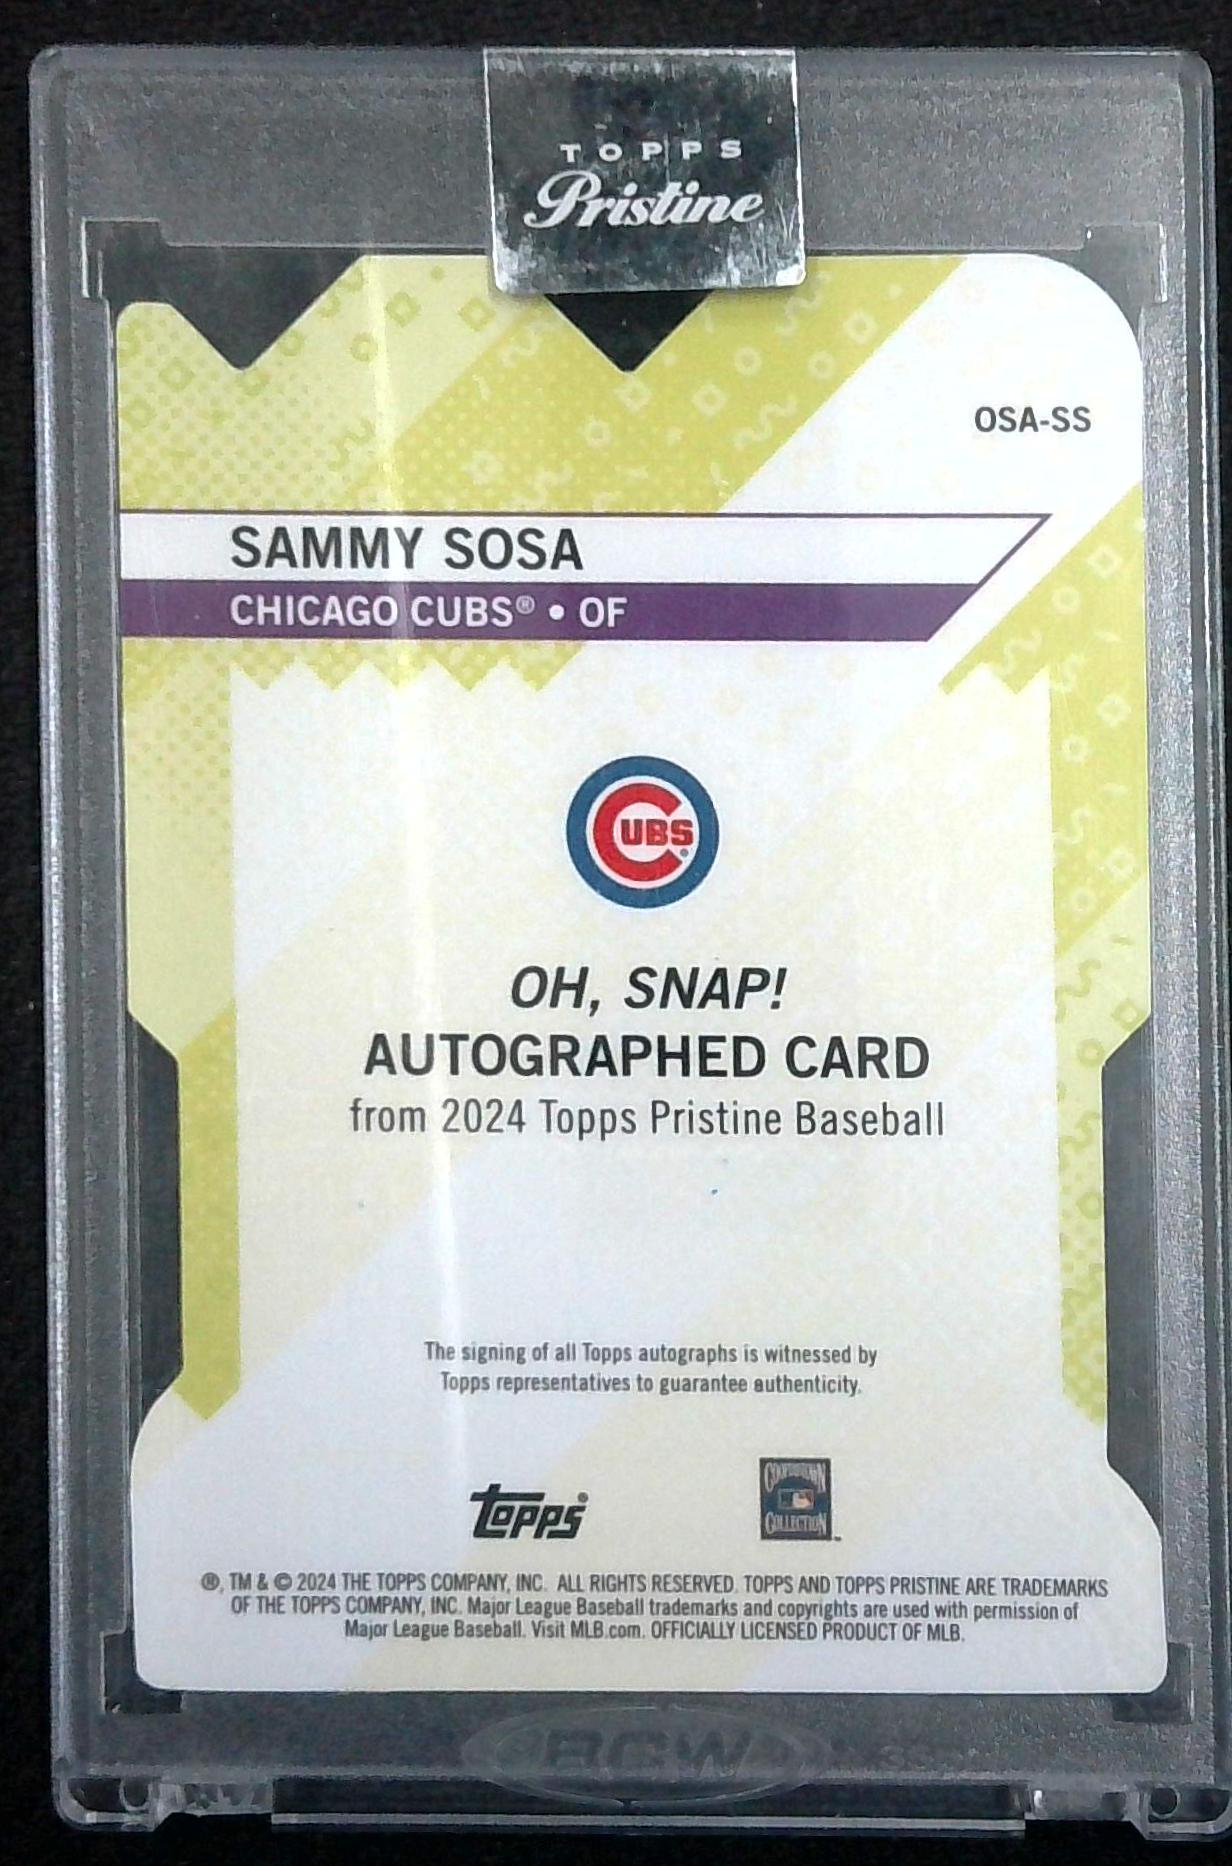 TOPPS
Pristine
OSA-SS
SAMMY SOSA
CHICAGO CUBS® • OF
CUBS
OH, SNAP!
AUTOGRAPHED CARD
from 2024 Topps Pristine Baseball
The signing of all Topps autographs is witnessed by
Topps representatives to guarantee authenticity.
topps
COOPERSTOWN
COLLECTION
®, TM & © 2024 THE TOPPS COMPANY, INC. ALL RIGHTS RESERVED. TOPPS AND TOPPS PRISTINE ARE TRADEMARKS
OF THE TOPPS COMPANY, INC. Major League Baseball trademarks and copyrights are used with permission of
Major League Baseball. Visit MLB.com. OFFICIALLY LICENSED PRODUCT OF MLB.
BCW